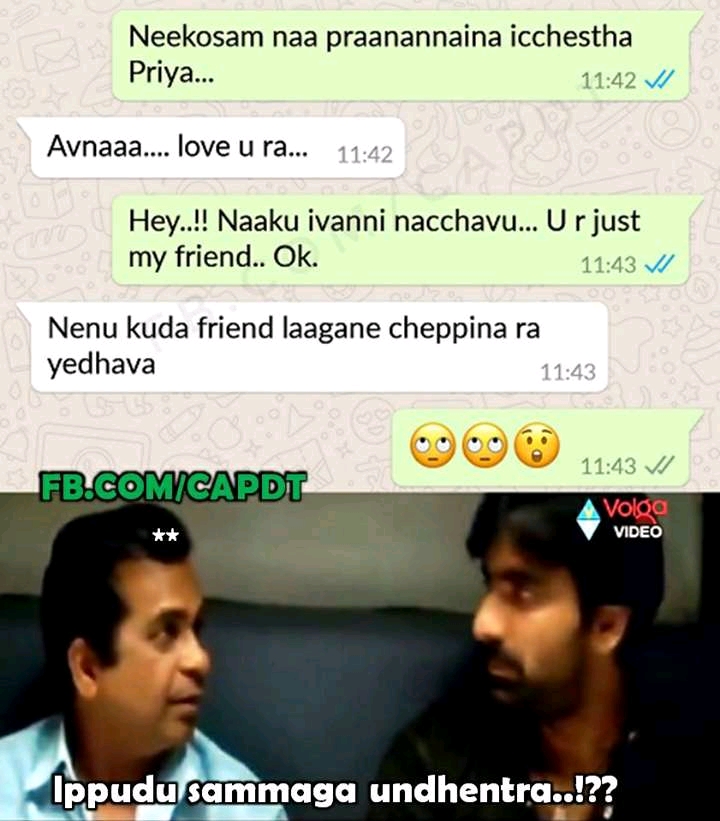 Neekosam naa praanannaina icchestha
Priya...
11:42
Avnaaa.... love u ra...
11:42
Hey..!! Naaku ivanni nacchavu... U r just
my friend.. Ok.
11:43
Nenu kuda friend laagane cheppina ra
yedhava
11:43
11:43
FB.COM/CAPDT
**
Volga
VIDEO
Ippudu sammaga undhentra..!??